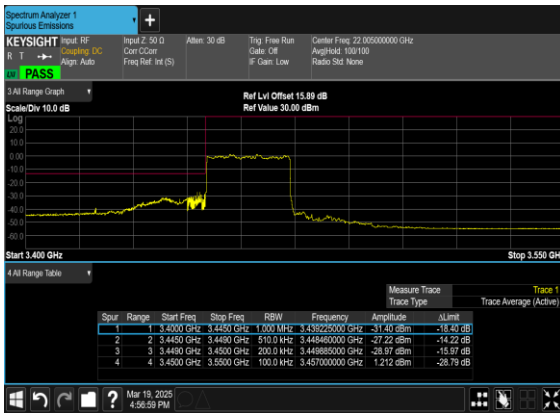 Spectrum Analyzer 1
Spurious Emissions
KEYSIGHT Input: RF Input Z: 50 Ω Atten: 30 dB Trig: Free Run Center Freq: 22.005000000 GHz
R T Coupling: DC Corr CCorr Gate: Off Avg|Hold: 100/100
Align: Auto Freq Ref: Int (S) IF Gain: Low Radio Std: None
PASS
3 All Range Graph
Ref Lvl Offset 15.89 dB
Scale/Div 10.0 dB Ref Value 30.00 dBm
Log
20.0
10.0
0.00
-10.0
-20.0
-30.0
-40.0
-50.0
-60.0
Start 3.400 GHz Stop 3.550 GH
4 All Range Table
Measure Trace Trace 1
Trace Type Trace Average (Active)
Spur Range Start Freq Stop Freq RBW Frequency Amplitude ΔLimit
1 1 3.4000 GHz 3.4450 GHz 1.000 MHz 3.439225000 GHz -31.40 dBm -18.40 dB
2 2 3.4450 GHz 3.4490 GHz 510.0 kHz 3.448460000 GHz -27.22 dBm -14.22 dB
3 3 3.4490 GHz 3.4500 GHz 200.0 kHz 3.449885000 GHz -28.97 dBm -15.97 dB
4 4 3.4500 GHz 3.5500 GHz 100.0 kHz 3.457000000 GHz 1.212 dBm -28.79 dB
Mar 19, 2025
4:56:59 PM